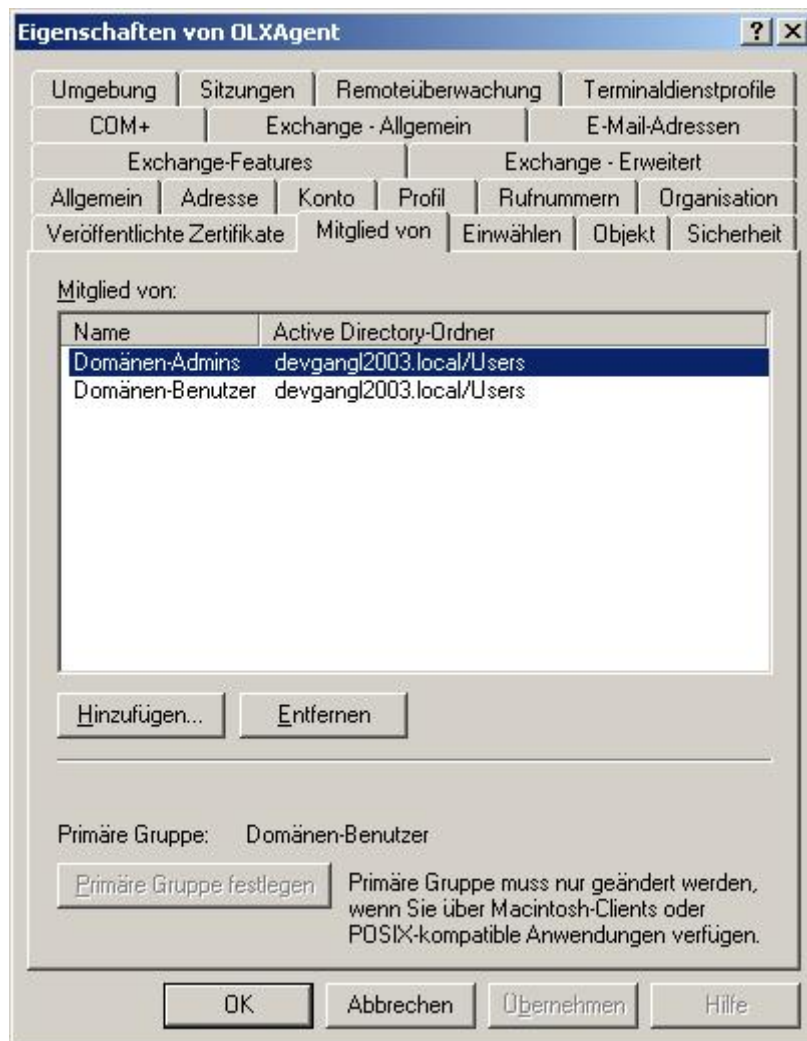 Eigenschaften von OLXAgent
Umgebung Sitzungen Remoteüberwachung Terminaldienstprofile
COM+ Exchange - Allgemein E-Mail-Adressen
Exchange-Features Exchange - Erweitert
Allgemein Adresse Konto Profil Rufnummern Organisation
Veröffentlichte Zertifikate Mitglied von Einwählen Objekt Sicherheit
Mitglied von:
Name Active Directory-Ordner
Domänen-Admins devgangl2003.local/Users
Domänen-Benutzer devgangl2003.local/Users
Hinzufügen... Entfernen
Primäre Gruppe: Domänen-Benutzer
Primäre Gruppe festlegen
Primäre Gruppe muss nur geändert werden,
wenn Sie über Macintosh-Clients oder
POSIX-kompatible Anwendungen verfügen.
OK Abbrechen Übernehmen Hilfe